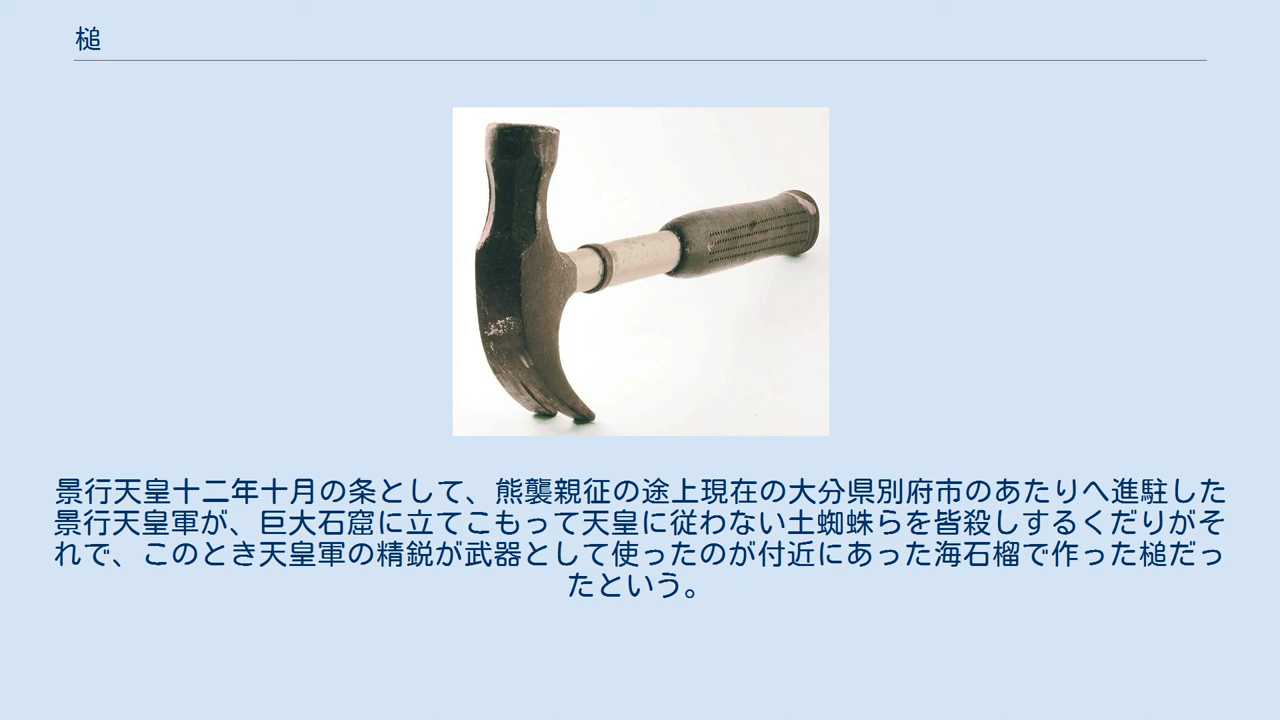 槌
景行天皇十二年十月の条として、熊襲親征の途上現在の大分県別府市のあたりへ進駐した
景行天皇軍が、巨大石窟に立てこもって天皇に従わない土蜘蛛らを皆殺しするくだりがそ
れで、このとき天皇軍の精鋭が武器として使ったのが付近にあった海石榴で作った槌だっ
たという。